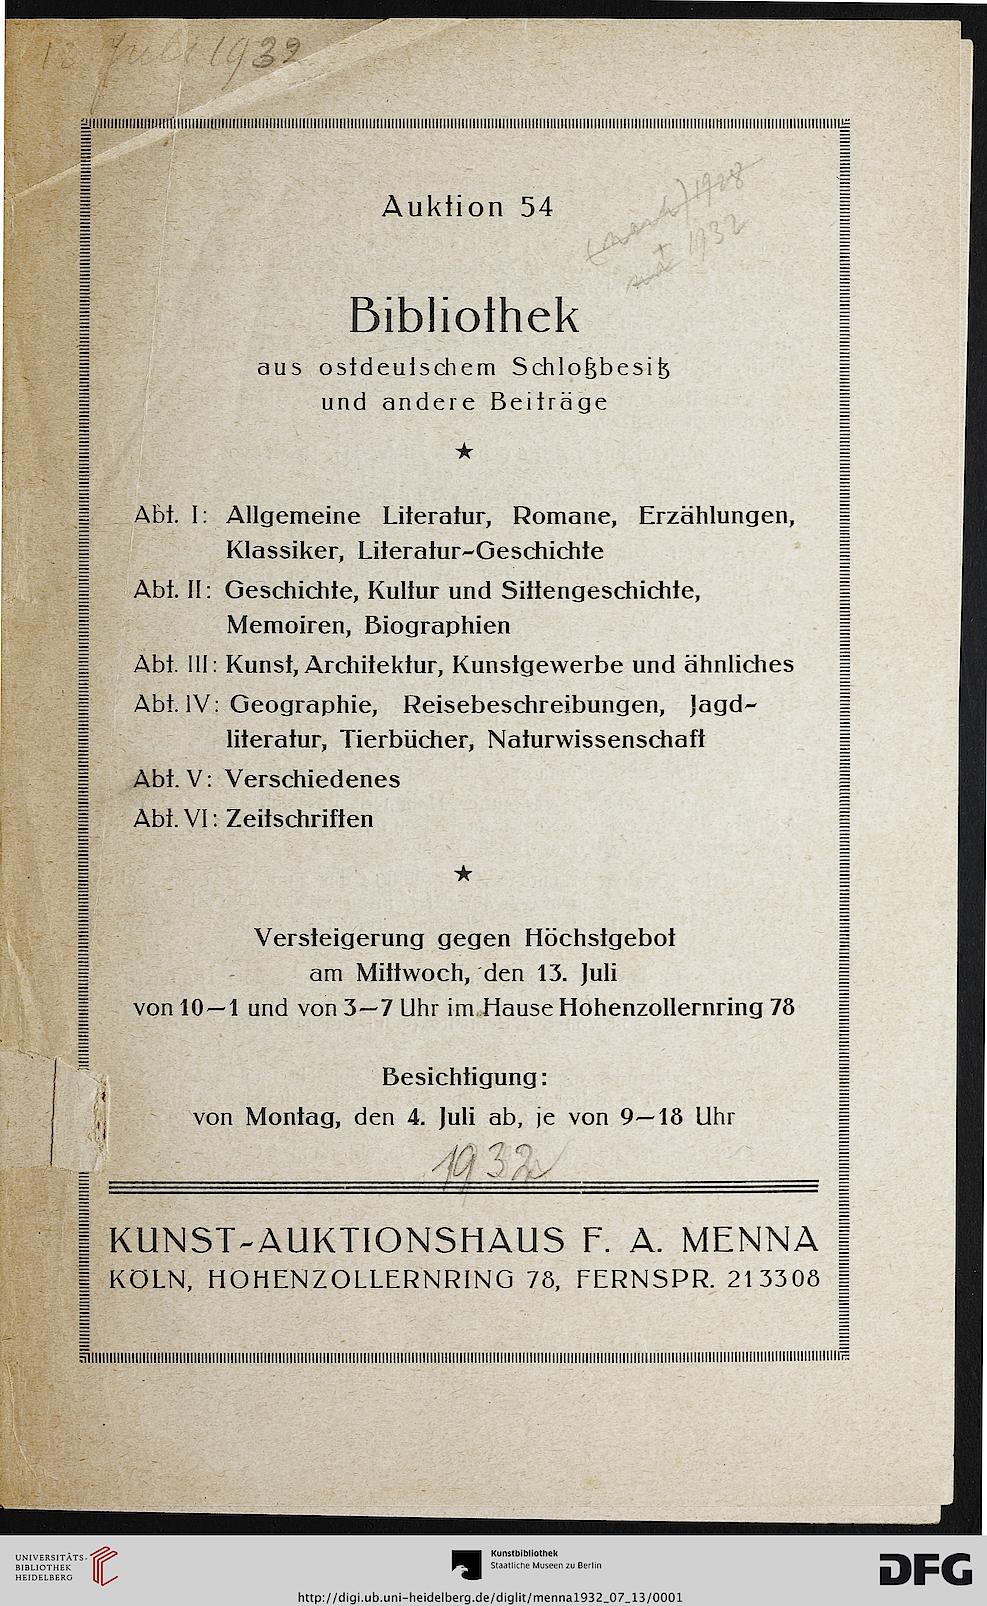 13 Juli 1932
Auktion 54
1928
+ 1932
Bibliothek
aus ostdeutschem Schloßbesitz
und andere Beiträge
★
Abt. I: Allgemeine Literatur, Romane, Erzählungen,
Klassiker, Literatur-Geschichte
Abt. II: Geschichte, Kultur und Sittengeschichte,
Memoiren, Biographien
Abt. III: Kunst, Architektur, Kunstgewerbe und ähnliches
Abt. IV: Geographie, Reisebeschreibungen, Jagd-
literatur, Tierbücher, Naturwissenschaft
Abt. V: Verschiedenes
Abt. VI: Zeitschriften
★
Versteigerung gegen Höchstgebot
am Mittwoch, den 13. Juli
von 10—1 und von 3—7 Uhr im Hause Hohenzollernring 78
Besichtigung:
von Montag, den 4. Juli ab, je von 9—18 Uhr
1932
KUNST-AUKTIONSHAUS F. A. MENNA
KÖLN, HOHENZOLLERNRING 78, FERNSPR. 213308
UNIVERSITÄTS-
BIBLIOTHEK
HEIDELBERG
Kunstbibliothek
Staatliche Museen zu Berlin
DFG
http://digi.ub.uni-heidelberg.de/diglit/menna1932_07_13/0001